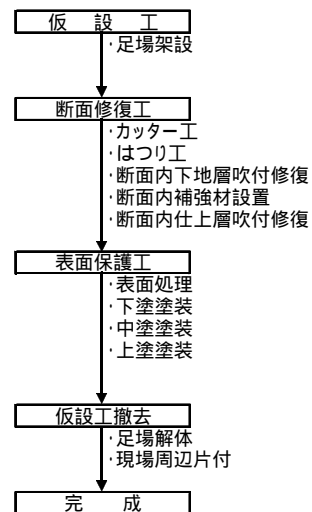 仮 設 工
・足場架設
断面修復工
・カッター工
・はつり工
・断面内下地層吹付修復
・断面内補強材設置
・断面内仕上層吹付修復
表面保護工
・表面処理
・下塗塗装
・中塗塗装
・上塗塗装
仮設工撤去
・足場解体
・現場周辺片付
完 成